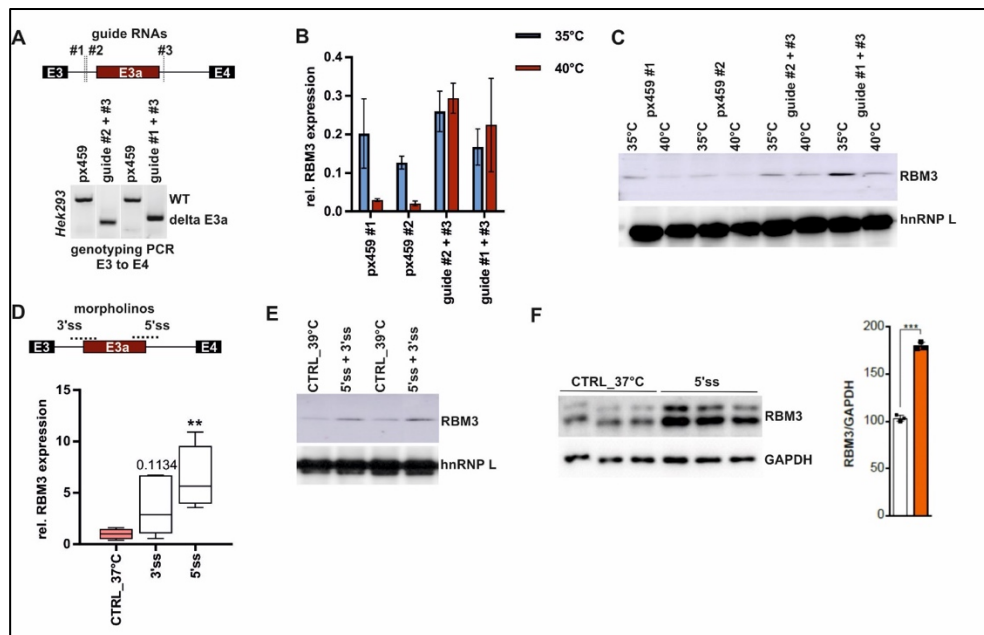 A
guide RNAs
#1 #2 #3
E3 E3a E4
px459
guide #2 + #3
px459
guide #1 + #3
Hek293
WT
delta E3a
genotyping PCR
E3 to E4
B
35°C
40°C
rel. RBM3 expression
0.4
0.3
0.2
0.1
0.0
px459 #1
px459 #2
guide #2 + #3
guide #1 + #3
C
px459 #1
px459 #2
guide #2 + #3
guide #1 + #3
35°C
40°C
35°C
40°C
35°C
40°C
35°C
40°C
RBM3
hnRNP L
D
morpholinos
3'ss 5'ss
E3 E3a E4
rel. RBM3 expression
15
10
5
0
0.1134
**
CTRL_37°C
3'ss
5'ss
E
CTRL_39°C
5'ss + 3'ss
CTRL_39°C
5'ss + 3'ss
RBM3
hnRNP L
F
CTRL_37°C 5'ss
RBM3
GAPDH
RBM3/GAPDH
200
150
100
50
0
***